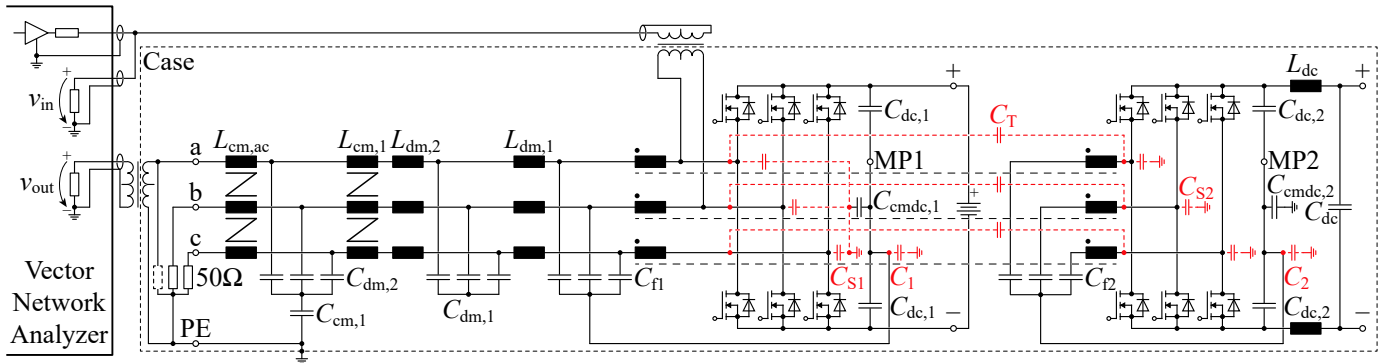 Case
+
v_in
−
+
v_out
−
Vector
Network
Analyzer
50Ω
PE
a
b
c
L_cm,ac
L_cm,1
L_dm,2
L_dm,1
C_dm,2
C_cm,1
C_dm,1
C_f1
C_dc,1
MP1
C_cmdc,1
C_S1
C_1
C_dc,1
+
+
−
C_T
C_f2
C_S2
C_dc,2
MP2
C_cmdc,2
C_dc
C_2
C_dc,2
L_dc
+
−